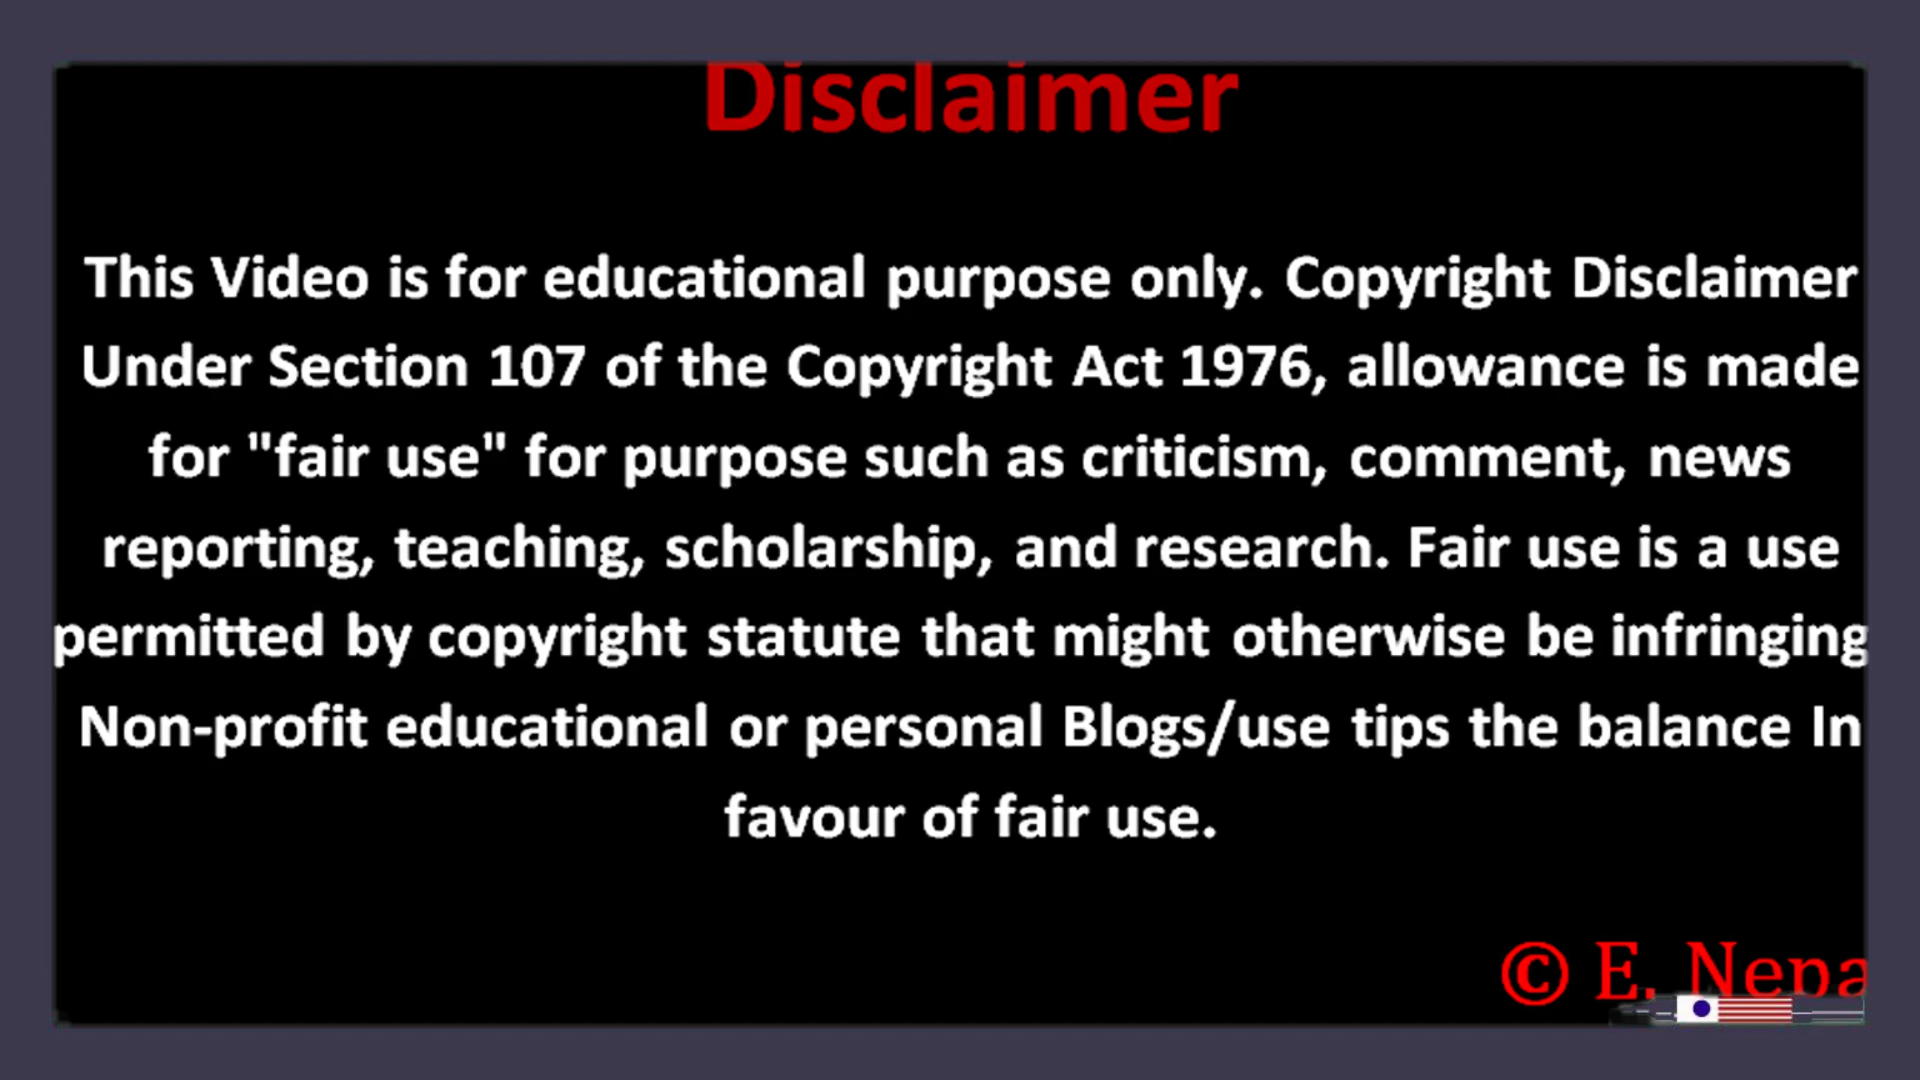 Disclaimer
This Video is for educational purpose only. Copyright Disclaimer
Under Section 107 of the Copyright Act 1976, allowance is made
for "fair use" for purpose such as criticism, comment, news
reporting, teaching, scholarship, and research. Fair use is a use
permitted by copyright statute that might otherwise be infringing
Non-profit educational or personal Blogs/use tips the balance In
favour of fair use.
© E. Nepa